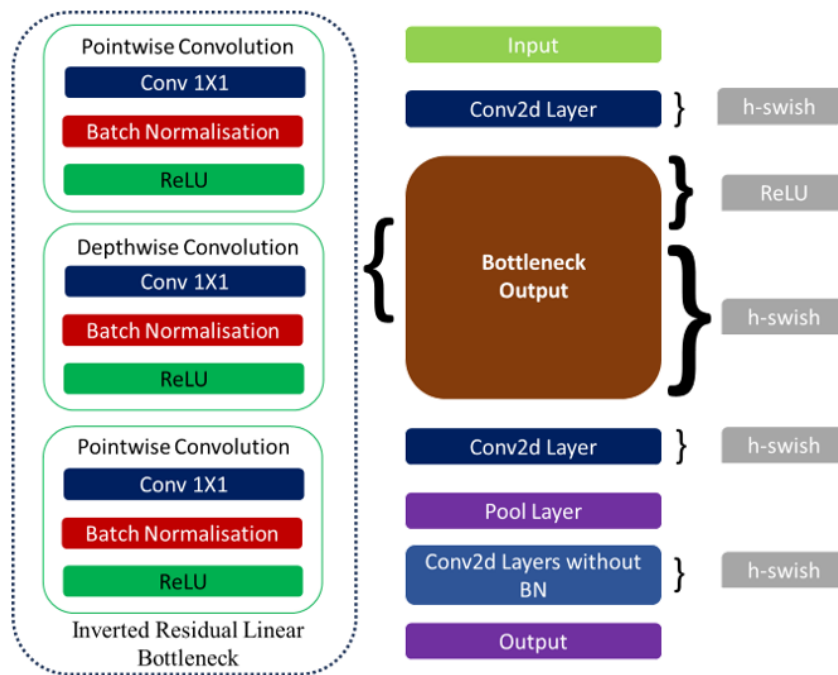 Pointwise Convolution
Conv 1X1
Batch Normalisation
ReLU
Depthwise Convolution
Conv 1X1
Batch Normalisation
ReLU
Pointwise Convolution
Conv 1X1
Batch Normalisation
ReLU
Inverted Residual Linear
Bottleneck
Input
Conv2d Layer
h-swish
Bottleneck
Output
ReLU
h-swish
Conv2d Layer
h-swish
Pool Layer
Conv2d Layers without
BN
h-swish
Output